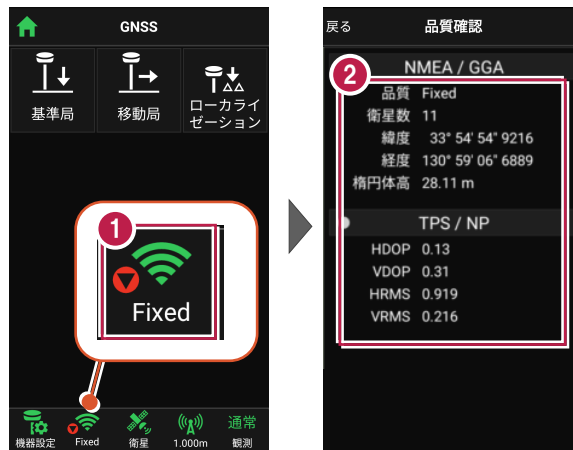 GNSS
基準局
移動局
ローカライ
ゼーション
1
Fixed
機器設定
Fixed
衛星
1.000m
通常
観測
戻る
品質確認
2
NMEA / GGA
品質 Fixed
衛星数 11
緯度 33° 54' 54" 9216
経度 130° 59' 06" 6889
楕円体高 28.11 m
TPS / NP
HDOP 0.13
VDOP 0.31
HRMS 0.919
VRMS 0.216